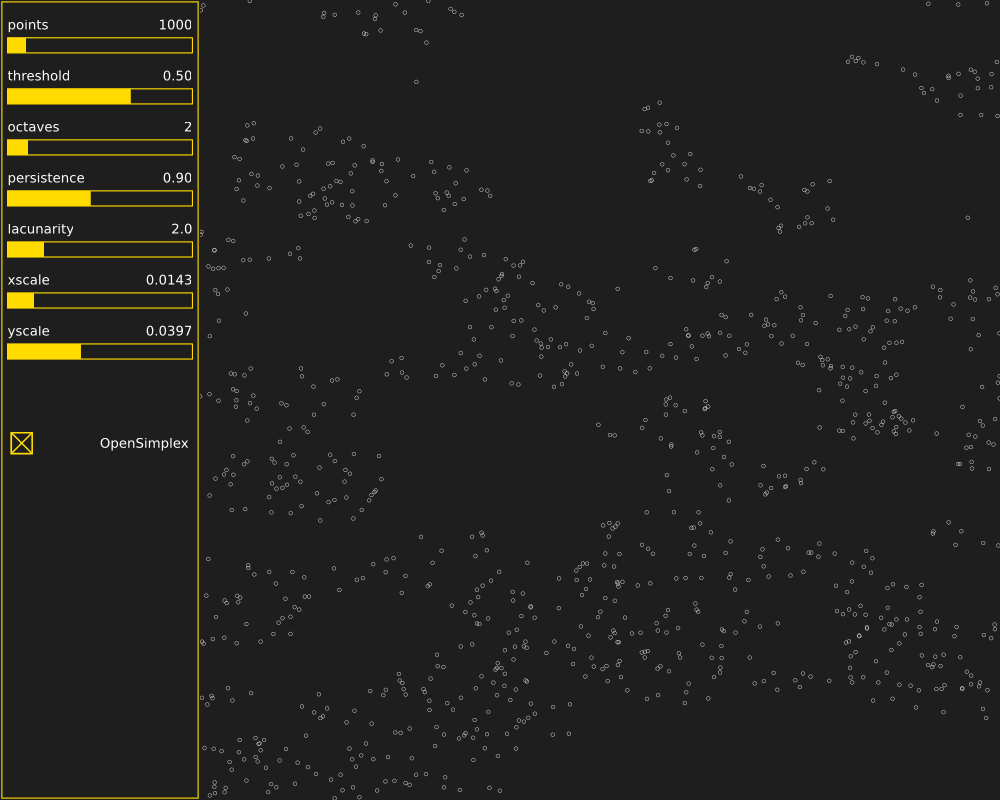 points 1000
threshold 0.50
octaves 2
persistence 0.90
lacunarity 2.0
xscale 0.0143
yscale 0.0397
OpenSimplex